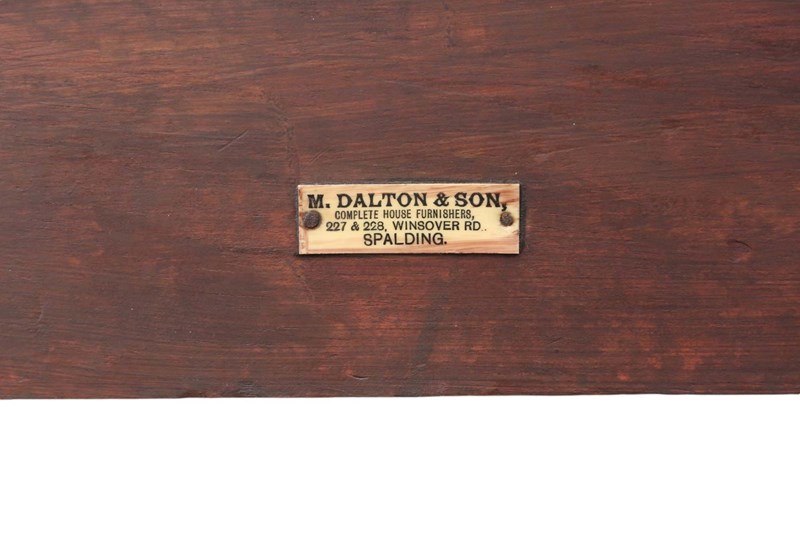 M. DALTON & SON,
COMPLETE HOUSE FURNISHERS,
227 & 228, WINSOVER RD.,
SPALDING.